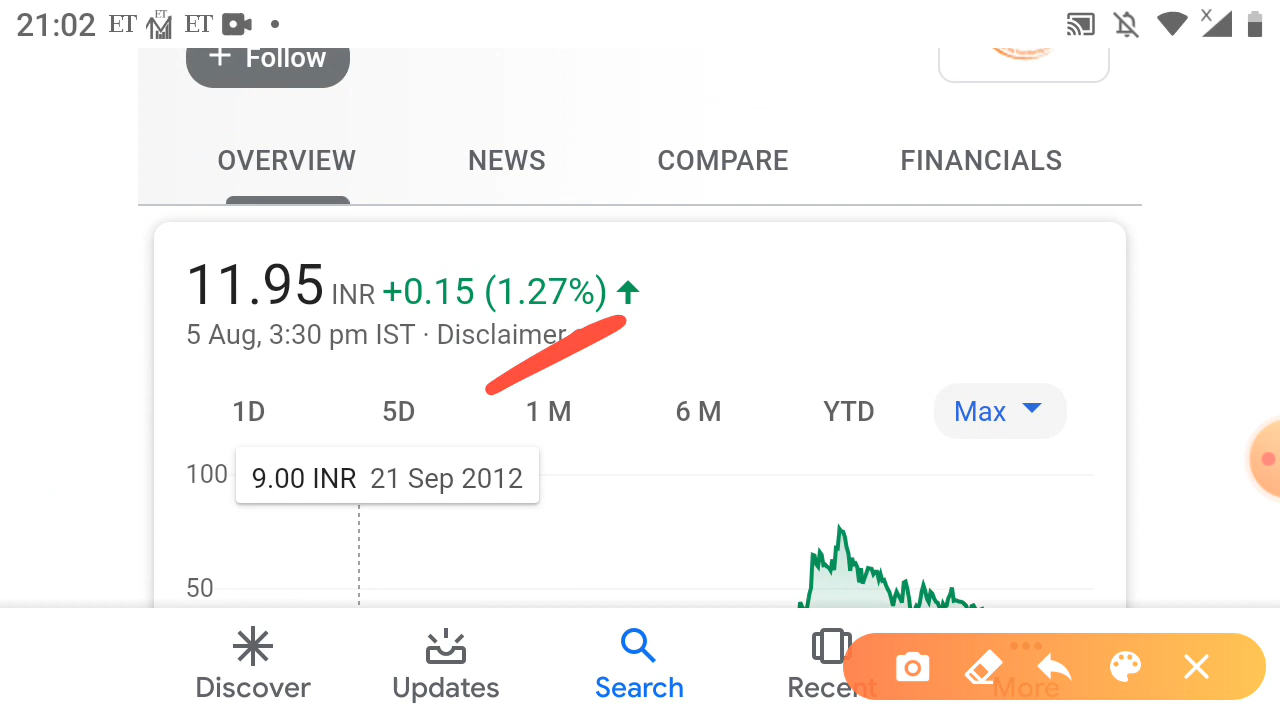 21:02 ET ET ET
+ Follow
OVERVIEW NEWS COMPARE FINANCIALS
11.95 INR +0.15 (1.27%)
5 Aug, 3:30 pm IST · Disclaimer
1D 5D 1 M 6 M YTD Max
100
9.00 INR 21 Sep 2012
50
Discover Updates Search Recent More